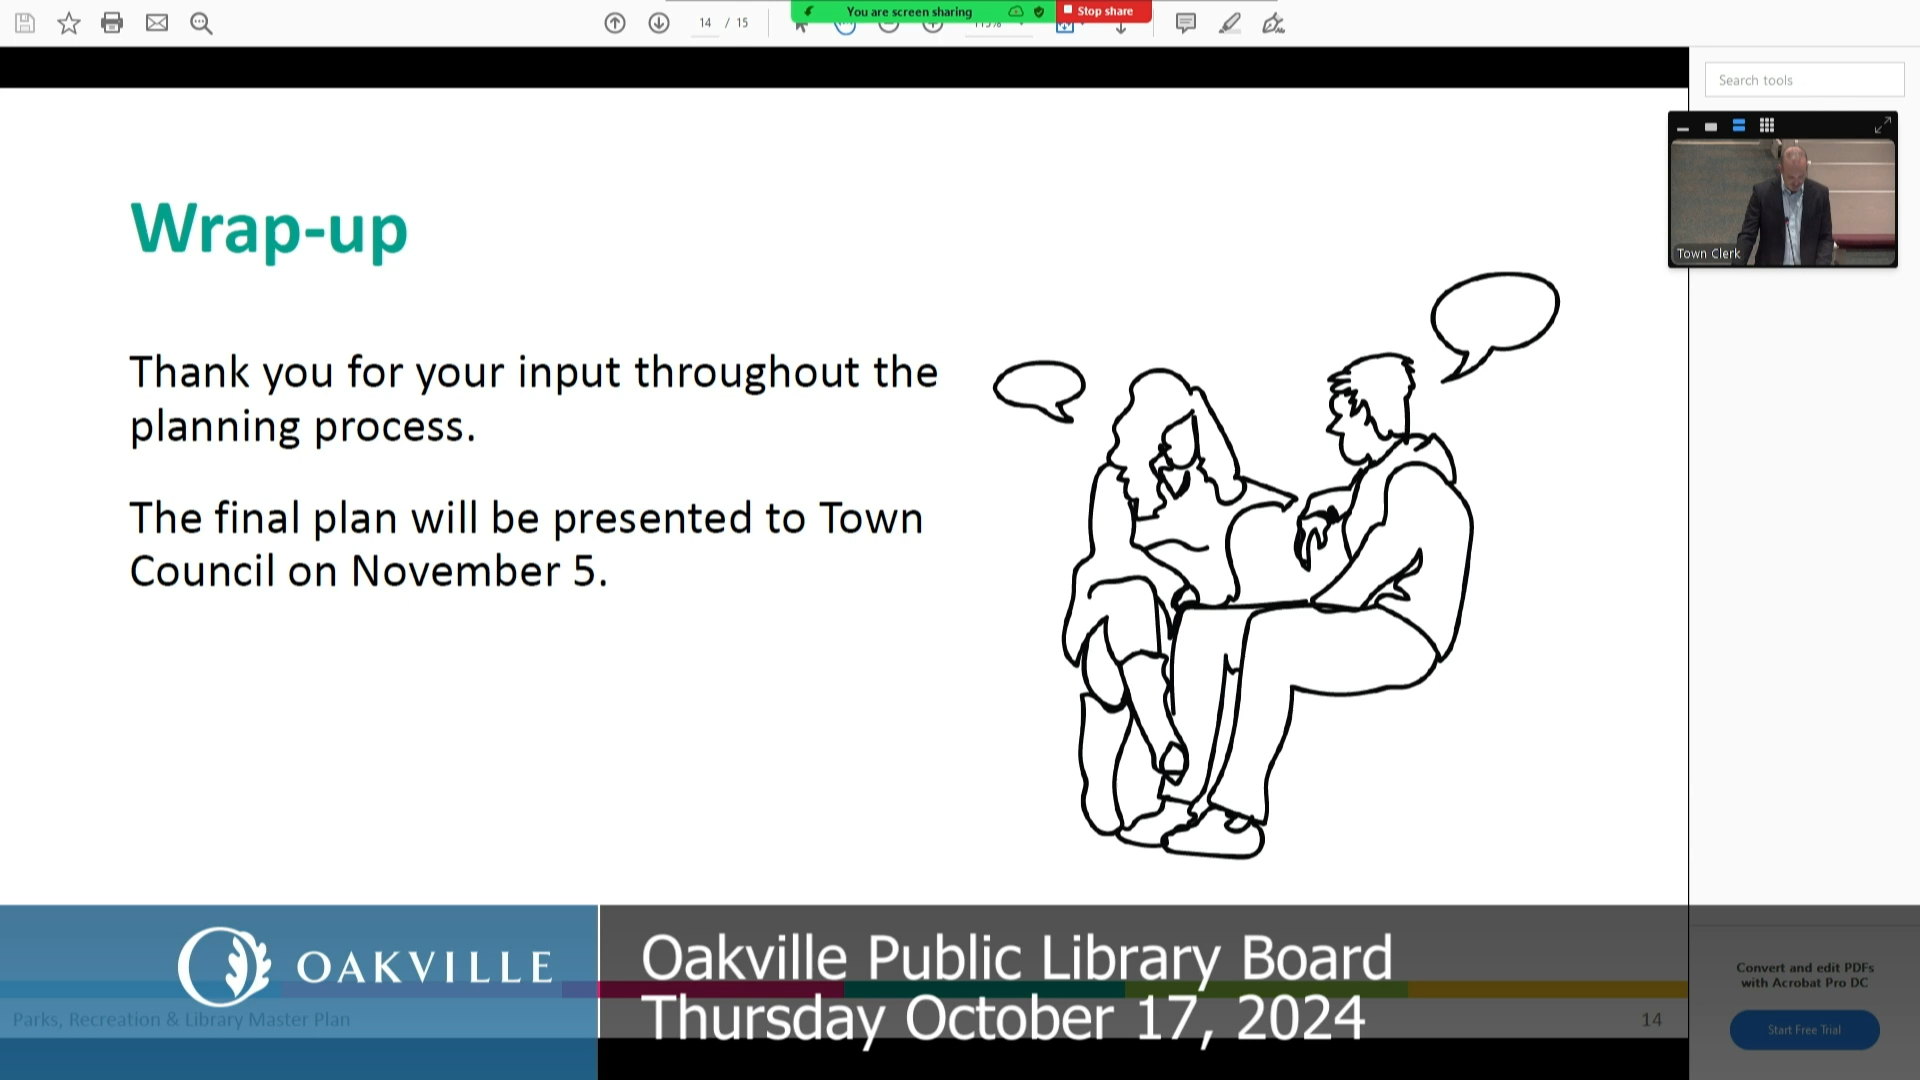 14 / 15
You are screen sharing
Stop share
Search tools
Town Clerk
Wrap-up
Thank you for your input throughout the
planning process.
The final plan will be presented to Town
Council on November 5.
OAKVILLE
Oakville Public Library Board
Thursday October 17, 2024
Parks, Recreation & Library Master Plan
14
Convert and edit PDFs
with Acrobat Pro DC
Start Free Trial